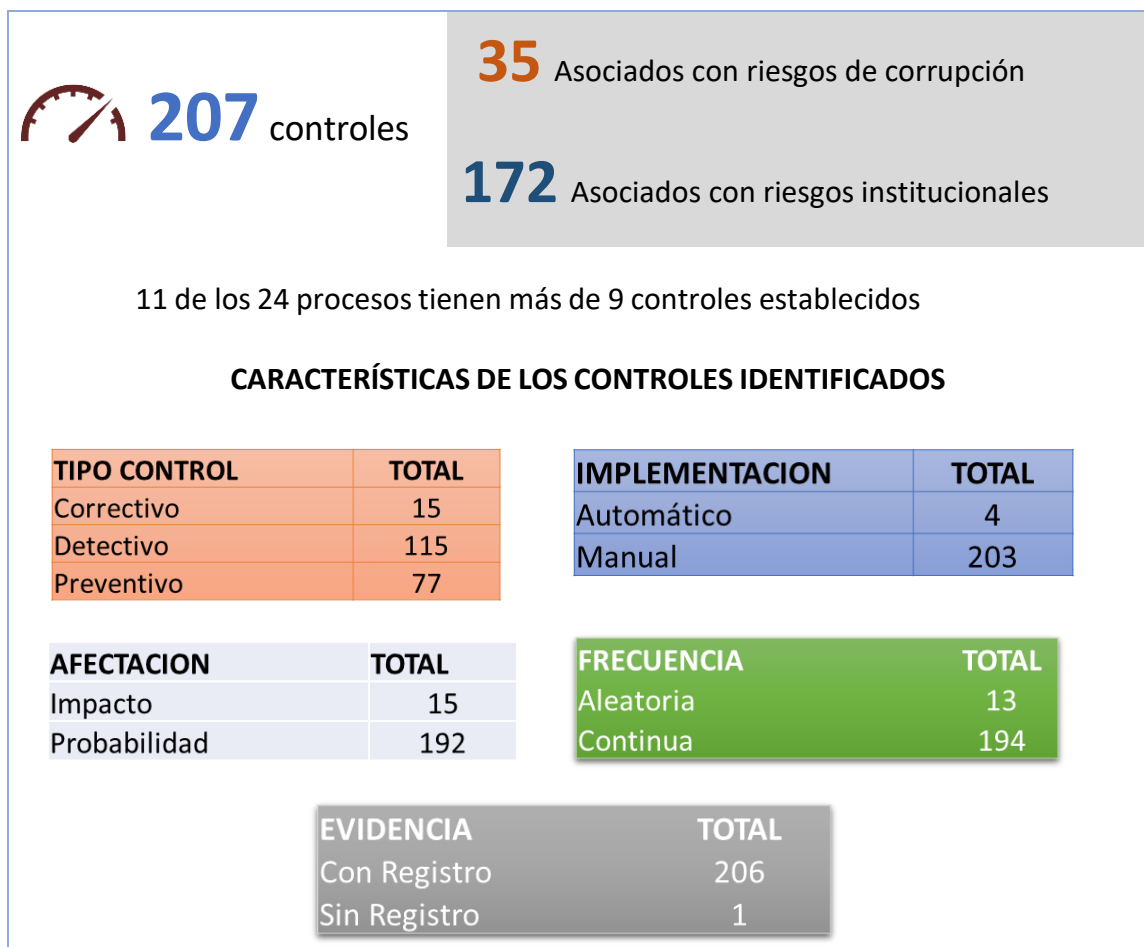 207 controles
35 Asociados con riesgos de corrupción
172 Asociados con riesgos institucionales
11 de los 24 procesos tienen más de 9 controles establecidos
CARACTERÍSTICAS DE LOS CONTROLES IDENTIFICADOS
TIPO CONTROL TOTAL
Correctivo 15
Detectivo 115
Preventivo 77
IMPLEMENTACION TOTAL
Automático 4
Manual 203
AFECTACION TOTAL
Impacto 15
Probabilidad 192
FRECUENCIA TOTAL
Aleatoria 13
Continua 194
EVIDENCIA TOTAL
Con Registro 206
Sin Registro 1